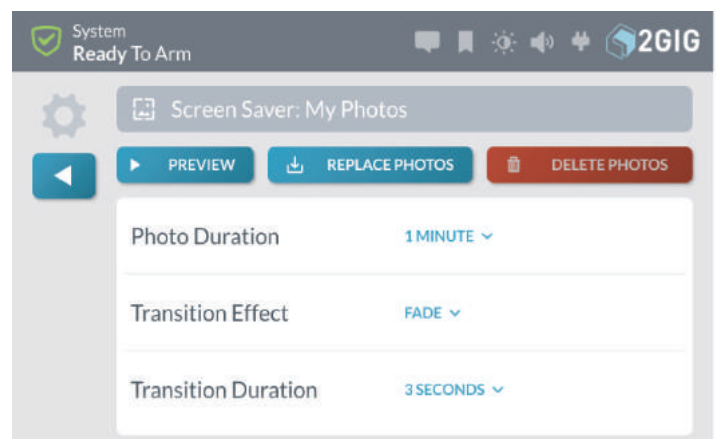 System
Ready To Arm
2GIG
Screen Saver: My Photos
PREVIEW
REPLACE PHOTOS
DELETE PHOTOS
Photo Duration
1 MINUTE
Transition Effect
FADE
Transition Duration
3 SECONDS